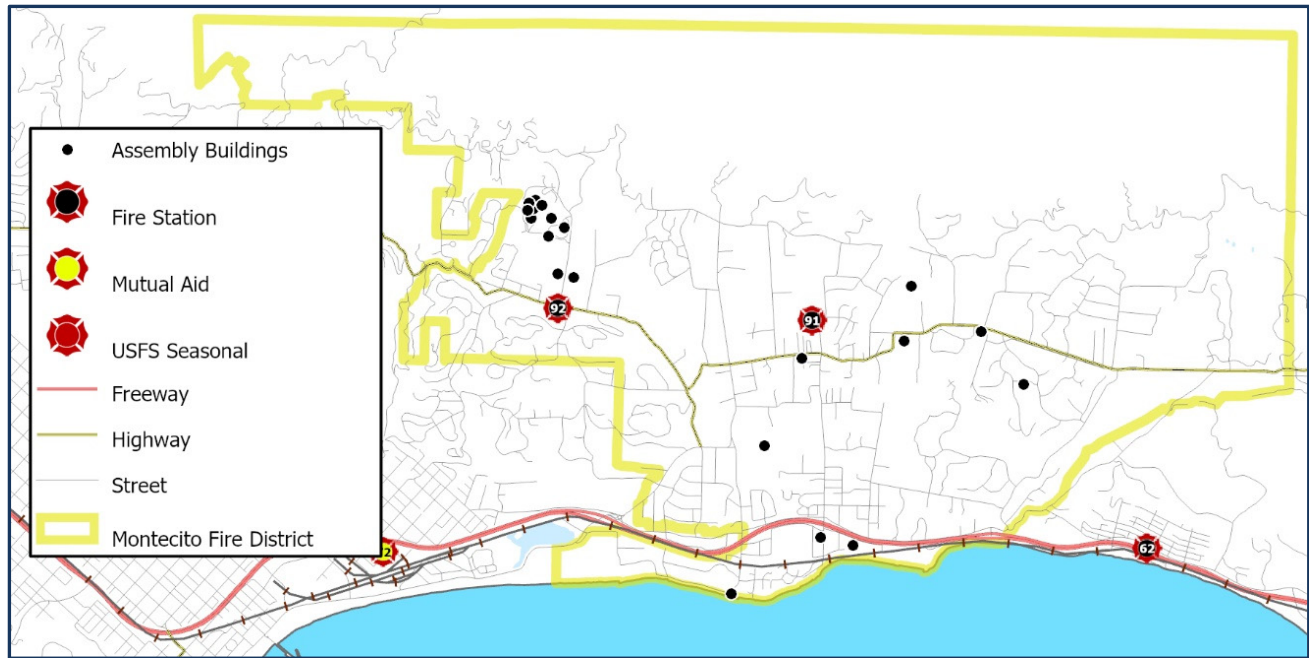 Assembly Buildings
Fire Station
Mutual Aid
USFS Seasonal
Freeway
Highway
Street
Montecito Fire District
92
91
62